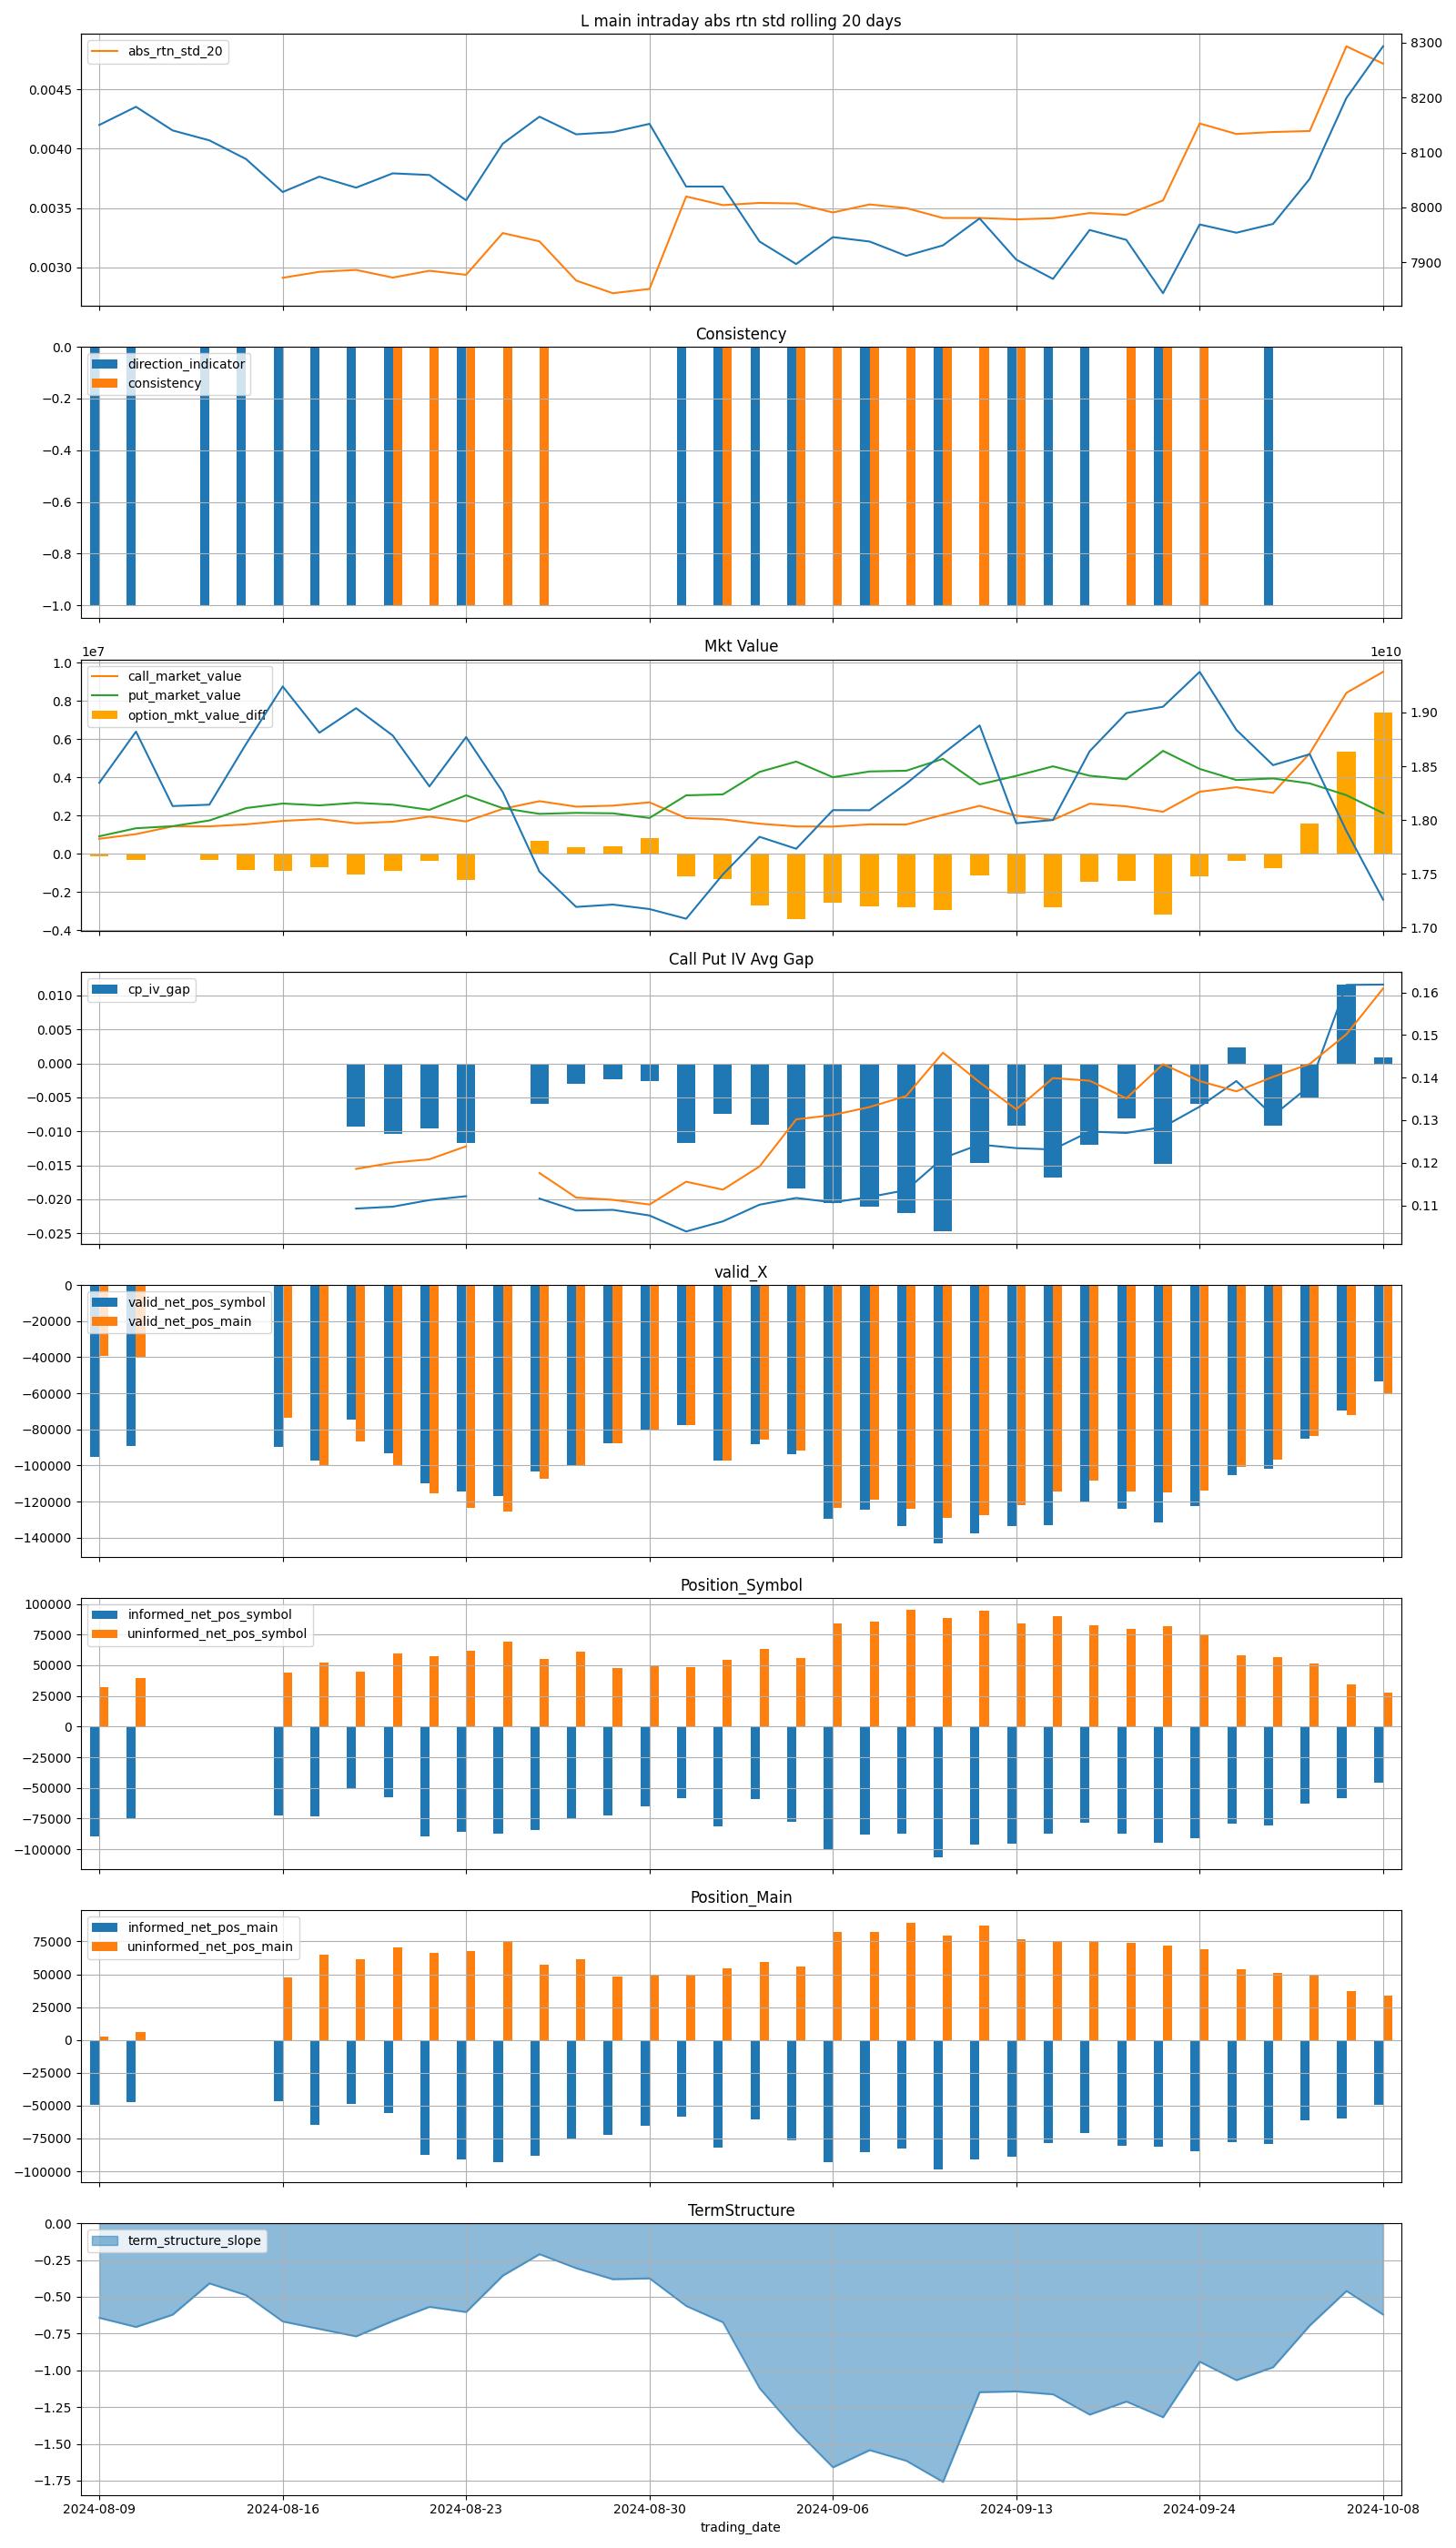 L main intraday abs rtn std rolling 20 days
abs_rtn_std_20
0.0045
0.0040
0.0035
0.0030
8300
8200
8100
8000
7900
Consistency
direction_indicator
consistency
0.0
−0.2
−0.4
−0.6
−0.8
−1.0
Mkt Value
1e7
1e10
call_market_value
put_market_value
option_mkt_value_diff
1.0
0.8
0.6
0.4
0.2
0.0
−0.2
−0.4
1.90
1.85
1.80
1.75
1.70
Call Put IV Avg Gap
cp_iv_gap
0.010
0.005
0.000
−0.005
−0.010
−0.015
−0.020
−0.025
0.16
0.15
0.14
0.13
0.12
0.11
valid_X
valid_net_pos_symbol
valid_net_pos_main
0
−20000
−40000
−60000
−80000
−100000
−120000
−140000
Position_Symbol
informed_net_pos_symbol
uninformed_net_pos_symbol
100000
75000
50000
25000
0
−25000
−50000
−75000
−100000
Position_Main
informed_net_pos_main
uninformed_net_pos_main
75000
50000
25000
0
−25000
−50000
−75000
−100000
TermStructure
term_structure_slope
0.00
−0.25
−0.50
−0.75
−1.00
−1.25
−1.50
−1.75
2024-08-09 2024-08-16 2024-08-23 2024-08-30 2024-09-06 2024-09-13 2024-09-24 2024-10-08
trading_date